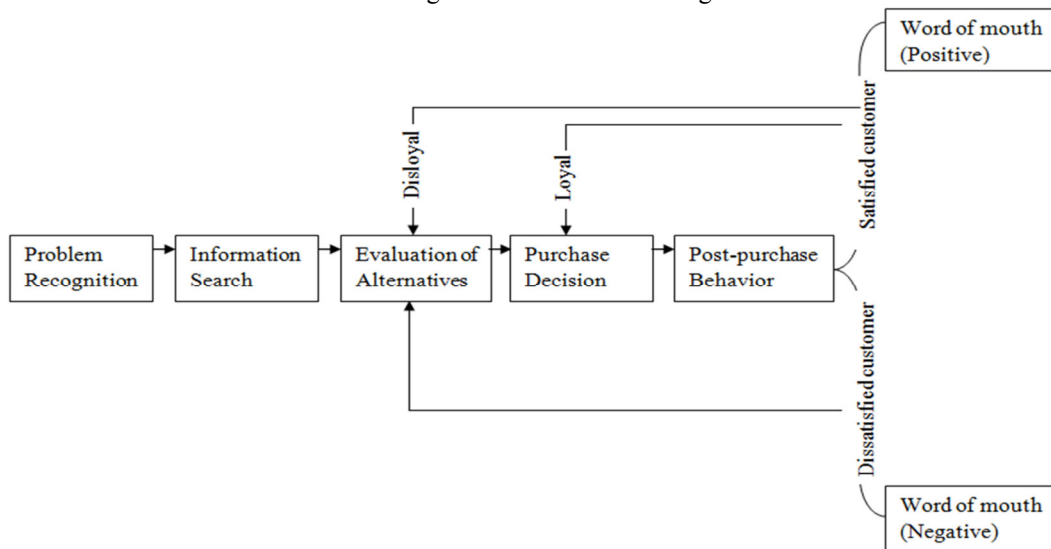 Word of mouth
(Positive)
Satisfied customer
Disloyal
Loyal
Problem
Recognition
Information
Search
Evaluation of
Alternatives
Purchase
Decision
Post-purchase
Behavior
Dissatisfied customer
Word of mouth
(Negative)